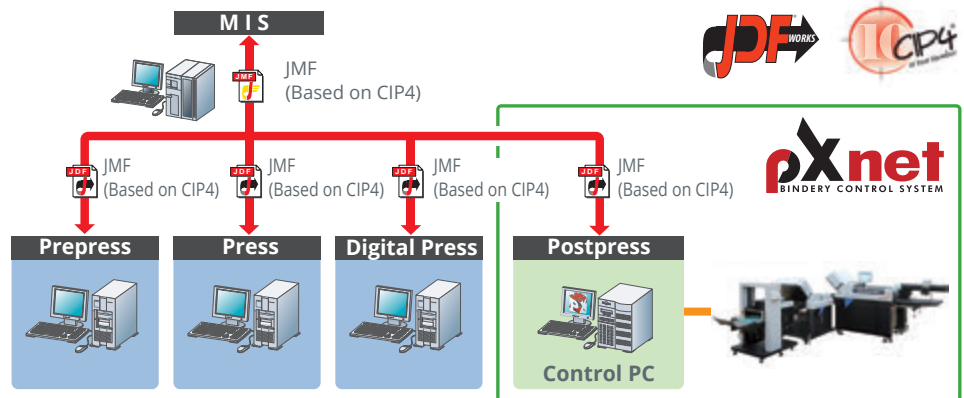 M I S
JDF
WORKS
10
CIP4
JMF
JMF
(Based on CIP4)
pXnet
BINDERY CONTROL SYSTEM
JDF
JMF
(Based on CIP4)
JDF
JMF
(Based on CIP4)
JDF
JMF
(Based on CIP4)
JDF
JMF
(Based on CIP4)
Prepress
Press
Digital Press
Postpress
Control PC